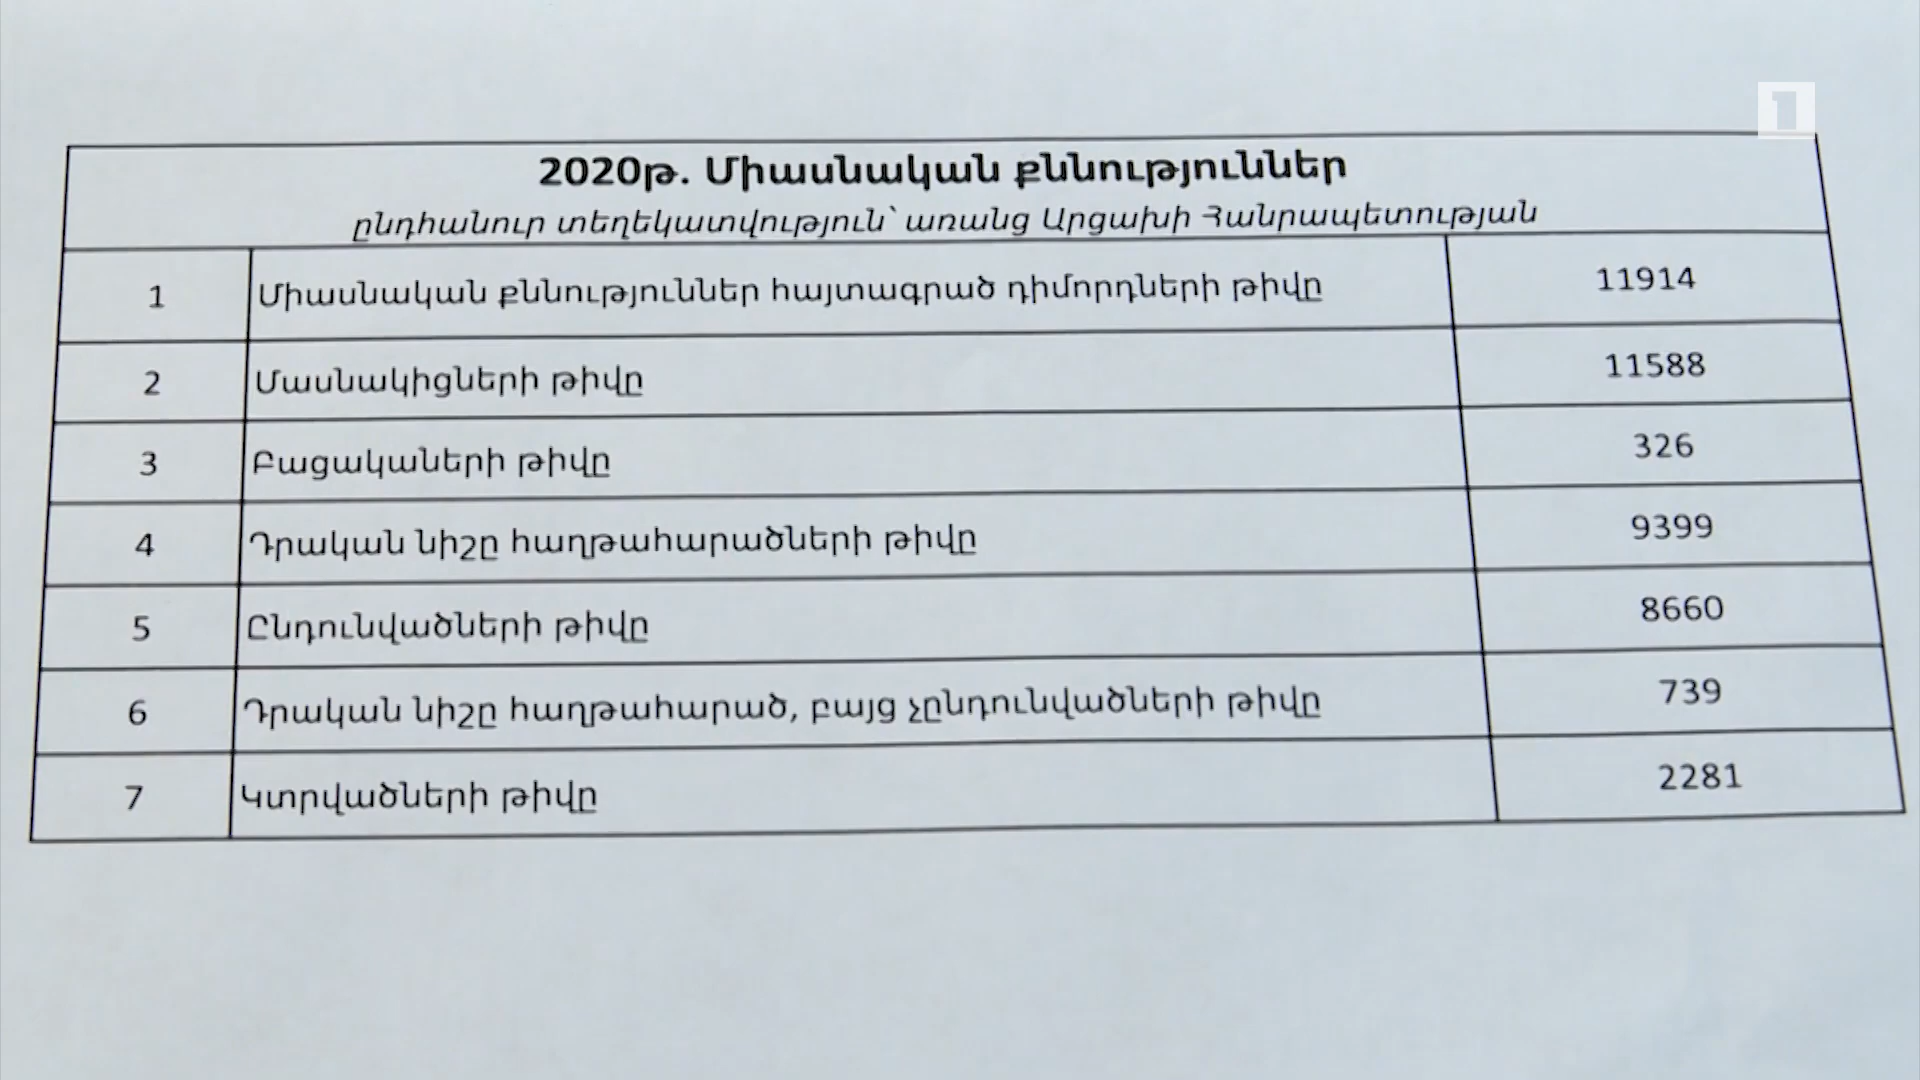 1
2020թ. Միասնական քննություններ
ընդհանուր տեղեկատվություն՝ առանց Արցախի Հանրապետության
1 Միասնական քննություններ հայտագրած դիմորդների թիվը 11914
2 Մասնակիցների թիվը 11588
3 Բացակաների թիվը 326
4 Դրական նիշը հաղթահարածների թիվը 9399
5 Ընդունվածների թիվը 8660
6 Դրական նիշը հաղթահարած, բայց չընդունվածների թիվը 739
7 Կտրվածների թիվը 2281